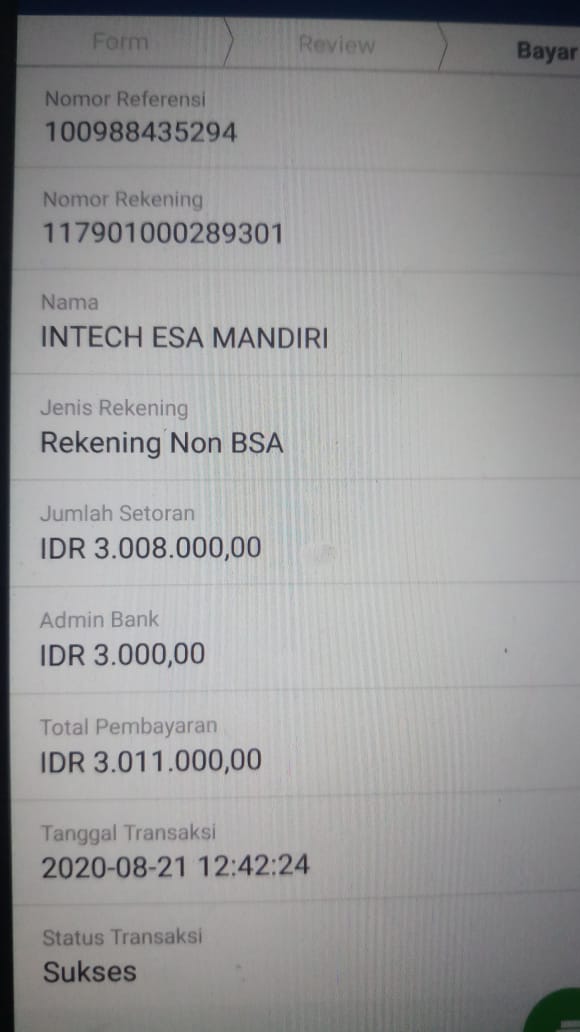 Form
Review
Bayar
Nomor Referensi
100988435294
Nomor Rekening
117901000289301
Nama
INTECH ESA MANDIRI
Jenis Rekening
Rekening Non BSA
Jumlah Setoran
IDR 3.008.000,00
Admin Bank
IDR 3.000,00
Total Pembayaran
IDR 3.011.000,00
Tanggal Transaksi
2020-08-21 12:42:24
Status Transaksi
Sukses